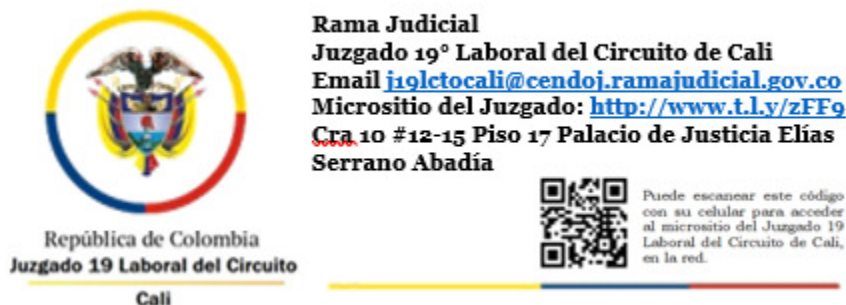 Rama Judicial
Juzgado 19° Laboral del Circuito de Cali
Email j19lctocali@cendoj.ramajudicial.gov.co
Micrositio del Juzgado: http://www.t.l.y/zFF9
Cra 10 #12-15 Piso 17 Palacio de Justicia Elías
Serrano Abadía
Puede escanear este código
con su celular para acceder
al micrositio del Juzgado 19
Laboral del Circuito de Cali,
en la red.
República de Colombia
Juzgado 19 Laboral del Circuito
Cali